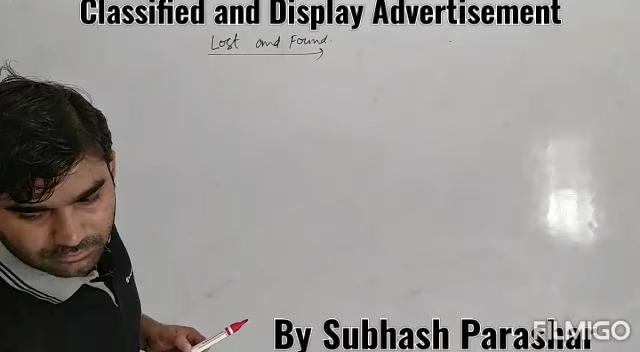 Classified and Display Advertisement
Lost and Found.
By Subhash Parashar
FILMIGO